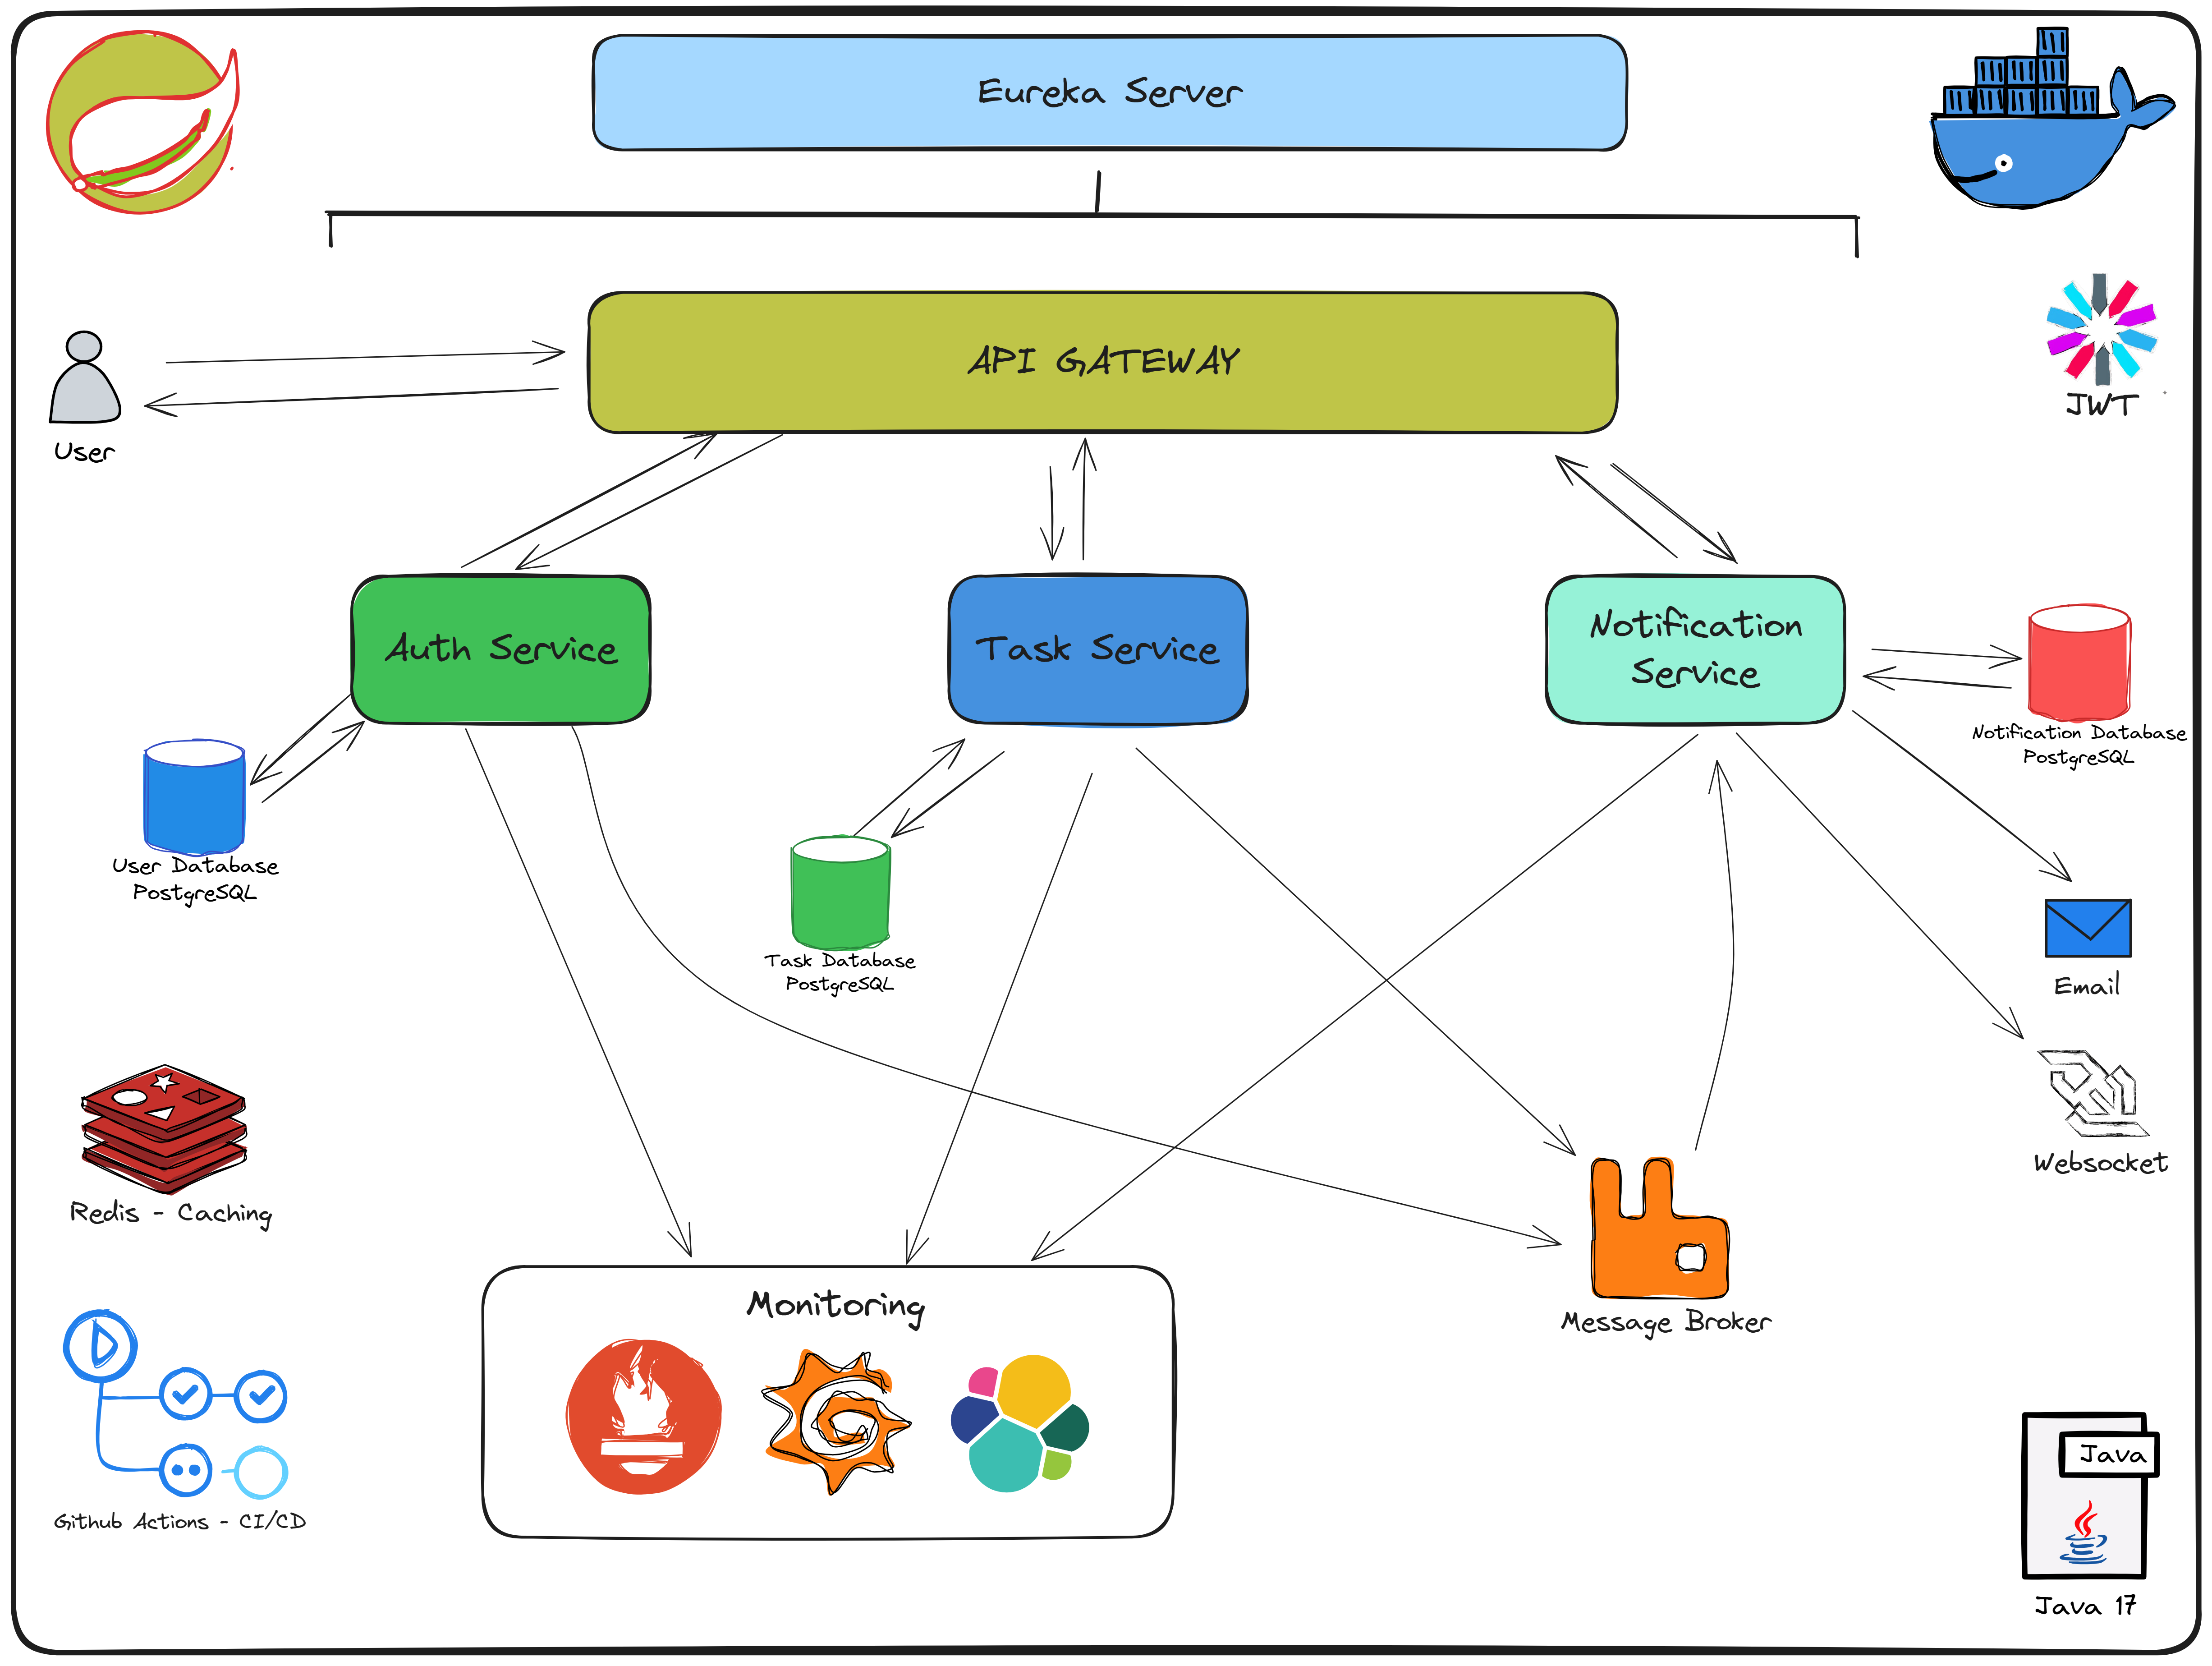 Eureka Server
API GATEWAY
User
JWT
Auth Service
Task Service
Notification
Service
Notification Database
PostgreSQL
User Database
PostgreSQL
Task Database
PostgreSQL
Email
Websocket
Redis - Caching
Monitoring
Message Broker
Github Actions - CI/CD
Java
Java 17